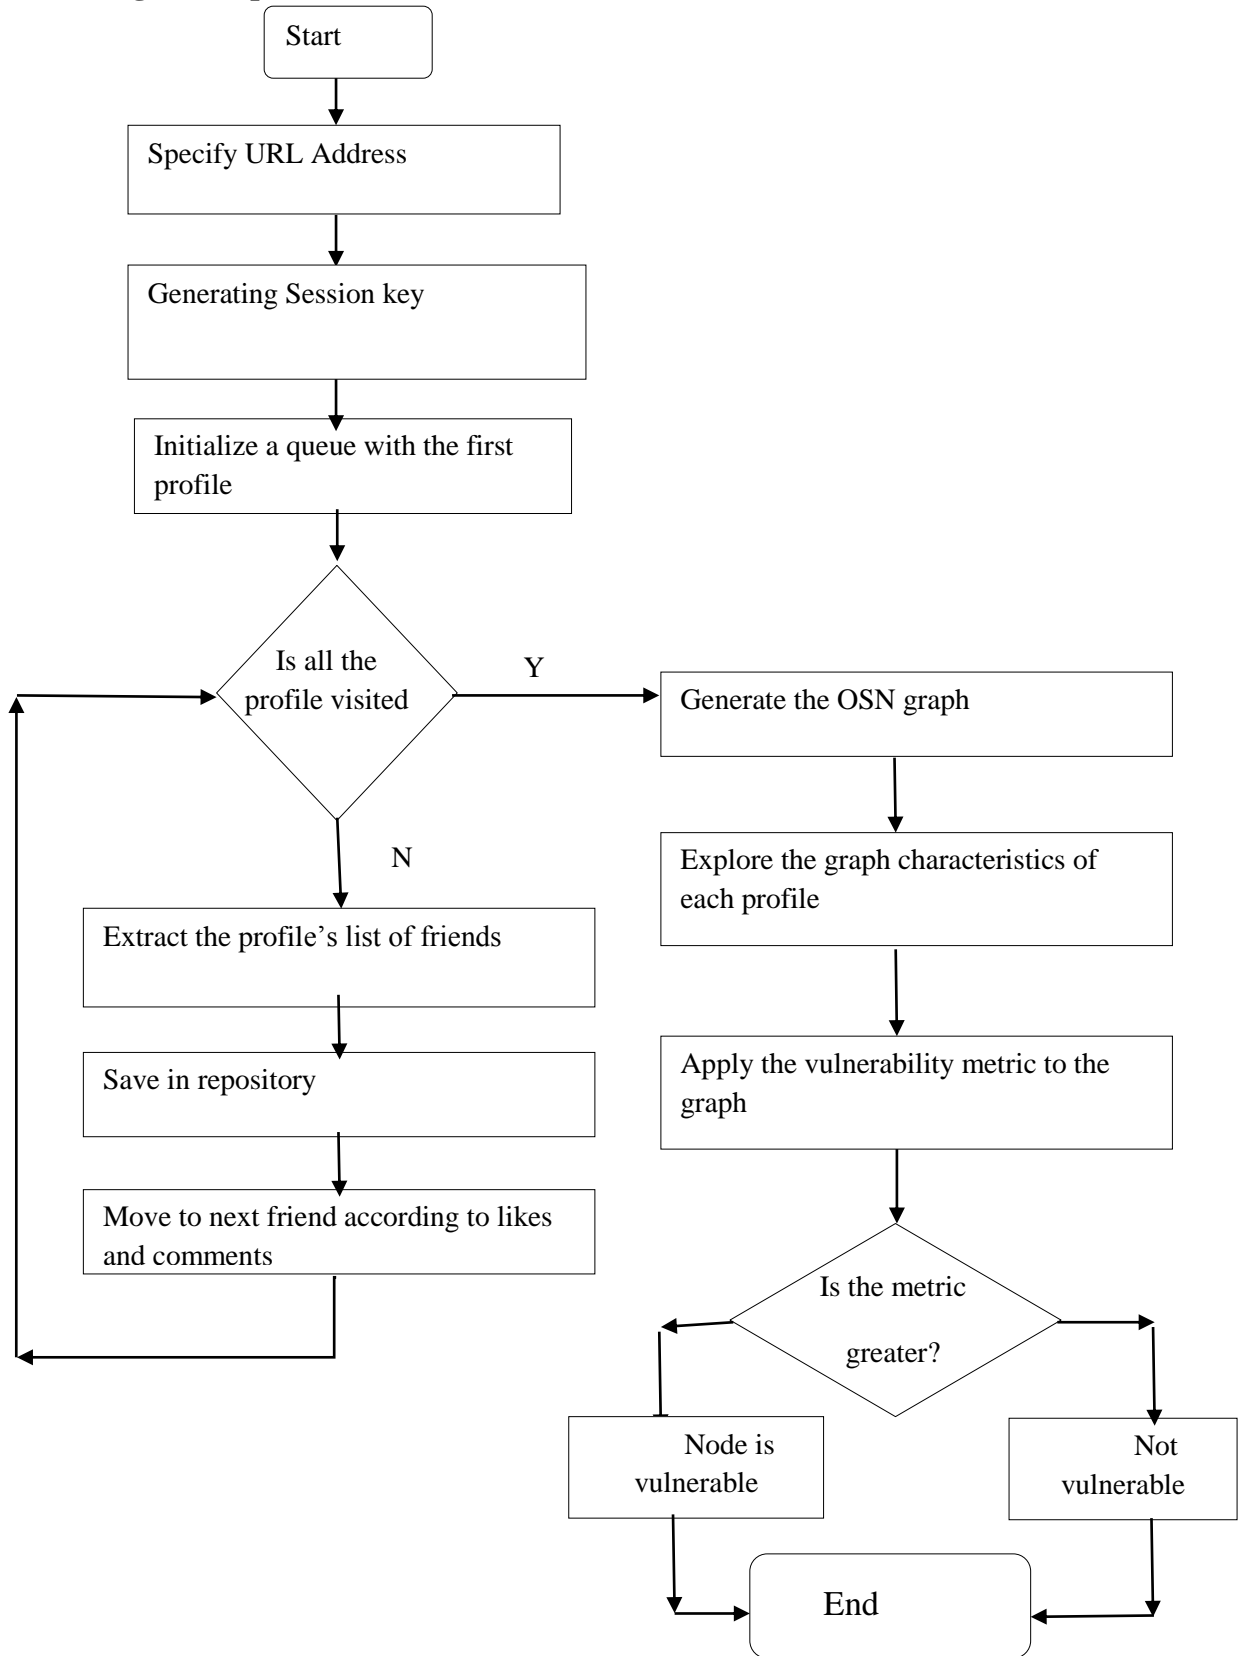 Start
Specify URL Address
Generating Session key
Initialize a queue with the first
profile
Is all the
profile visited
Y
N
Extract the profile’s list of friends
Save in repository
Move to next friend according to likes
and comments
Generate the OSN graph
Explore the graph characteristics of
each profile
Apply the vulnerability metric to the
graph
Is the metric
greater?
Node is
vulnerable
Not
vulnerable
End